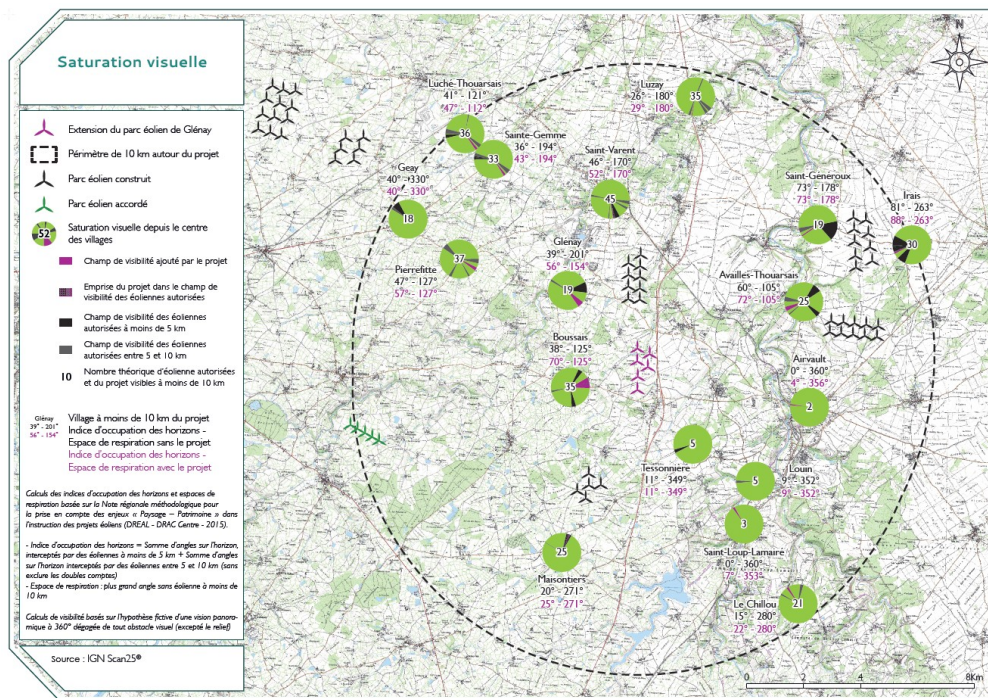 Saturation visuelle
Extension du parc éolien de Glénay
Périmètre de 10 km autour du projet
Parc éolien construit
Parc éolien accordé
52
Saturation visuelle depuis le centre
des villages
Champ de visibilité ajouté par le projet
Emprise du projet dans le champ de
visibilité des éoliennes autorisées
Champ de visibilité des éoliennes
autorisées à moins de 5 km
Champ de visibilité des éoliennes
autorisées entre 5 et 10 km
10
Nombre théorique d'éolienne autorisées
et du projet visibles à moins de 10 km
Glénay
39° - 201°
56° - 154°
Village à moins de 10 km du projet
Indice d'occupation des horizons -
Espace de respiration sans le projet
Indice d'occupation des horizons -
Espace de respiration avec le projet
Calculs des indices d'occupation des horizons et espaces de
respiration basée sur la Note régionale méthodologique pour
la prise en compte des enjeux « Paysage – Patrimoine » dans
l'instruction des projets éoliens (DREAL - DRAC Centre - 2015).
- Indice d'occupation des horizons = Somme d'angles sur l'horizon,
interceptés par des éoliennes à moins de 5 km + Somme d'angles
sur l'horizon interceptés par des éoliennes entre 5 et 10 km (sans
exclure les doubles comptes)
- Espace de respiration : plus grand angle sans éolienne à moins de
10 km
Calculs de visibilité basés sur l'hypothèse fictive d'une vision panora-
mique à 360° dégagée de tout obstacle visuel (excepté le relief)
Source : IGN Scan25®
N
Luché-Thouarsais
41° - 121°
47° - 112°
36
Luzay
26° - 180°
29° - 180°
35
Sainte-Gemme
36° - 194°
43° - 194°
33
Saint-Varent
46° - 170°
52° - 170°
45
Geay
40° - 330°
40° - 330°
18
Saint-Généroux
73° - 178°
73° - 178°
19
Irais
81° - 263°
88° - 263°
30
37
Pierrefitte
47° - 127°
57° - 127°
Glénay
39° - 201°
56° - 154°
19
Availles-Thouarsais
60° - 105°
72° - 105°
25
Boussais
38° - 125°
70° - 125°
35
Airvault
0° - 360°
4° - 356°
2
5
Tessonnière
11° - 349°
11° - 349°
Louin
9° - 352°
9° - 352°
5
3
Saint-Loup-Lamaire
0° - 360°
7° - 353°
25
Maisontiers
20° - 271°
25° - 271°
Le Chillou
15° - 280°
22° - 280°
21
0 2 4 8Km